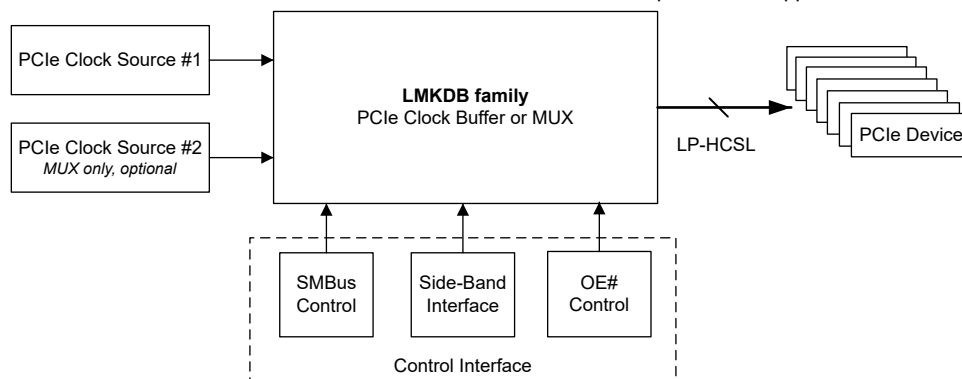 PCIe Clock Source #1
PCIe Clock Source #2
MUX only, optional
LMKDB family
PCIe Clock Buffer or MUX
LP-HCSL
PCIe Device
SMBus
Control
Side-Band
Interface
OE#
Control
Control Interface